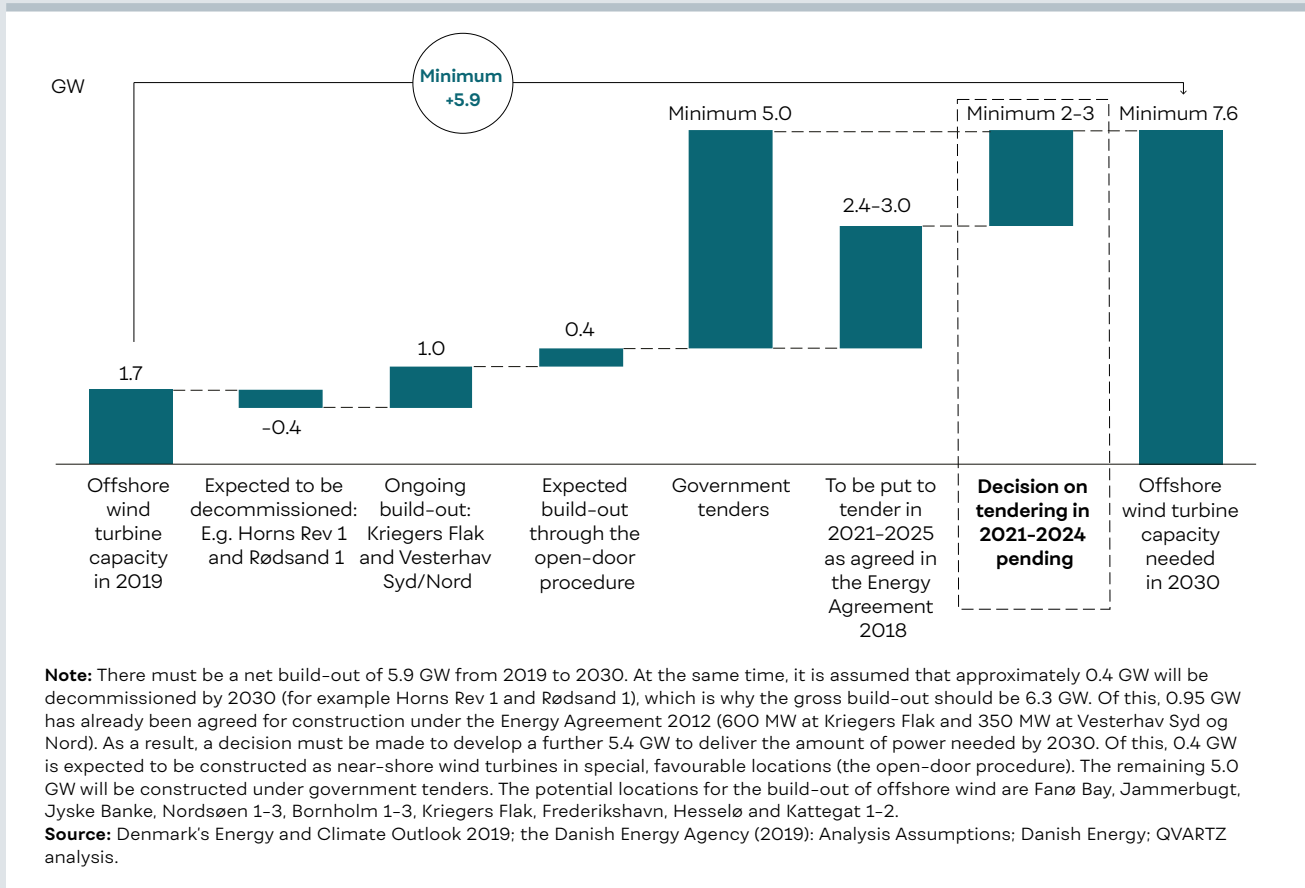 GW
Minimum
+5.9
Minimum 5.0
Minimum 2-3
Minimum 7.6
2.4-3.0
0.4
1.0
1.7
-0.4
Offshore
wind
turbine
capacity
in 2019
Expected to be
decommissioned:
E.g. Horns Rev 1
and Rødsand 1
Ongoing
build-out:
Kriegers Flak
and Vesterhav
Syd/Nord
Expected
build-out
through the
open-door
procedure
Government
tenders
To be put to
tender in
2021-2025
as agreed in
the Energy
Agreement
2018
Decision on
tendering in
2021-2024
pending
Offshore
wind turbine
capacity
needed
in 2030
Note: There must be a net build-out of 5.9 GW from 2019 to 2030. At the same time, it is assumed that approximately 0.4 GW will be
decommissioned by 2030 (for example Horns Rev 1 and Rødsand 1), which is why the gross build-out should be 6.3 GW. Of this, 0.95 GW
has already been agreed for construction under the Energy Agreement 2012 (600 MW at Kriegers Flak and 350 MW at Vesterhav Syd og
Nord). As a result, a decision must be made to develop a further 5.4 GW to deliver the amount of power needed by 2030. Of this, 0.4 GW
is expected to be constructed as near-shore wind turbines in special, favourable locations (the open-door procedure). The remaining 5.0
GW will be constructed under government tenders. The potential locations for the build-out of offshore wind are Fanø Bay, Jammerbugt,
Jyske Banke, Nordsøen 1-3, Bornholm 1-3, Kriegers Flak, Frederikshavn, Hesselø and Kattegat 1-2.
Source: Denmark's Energy and Climate Outlook 2019; the Danish Energy Agency (2019): Analysis Assumptions; Danish Energy; QVARTZ
analysis.